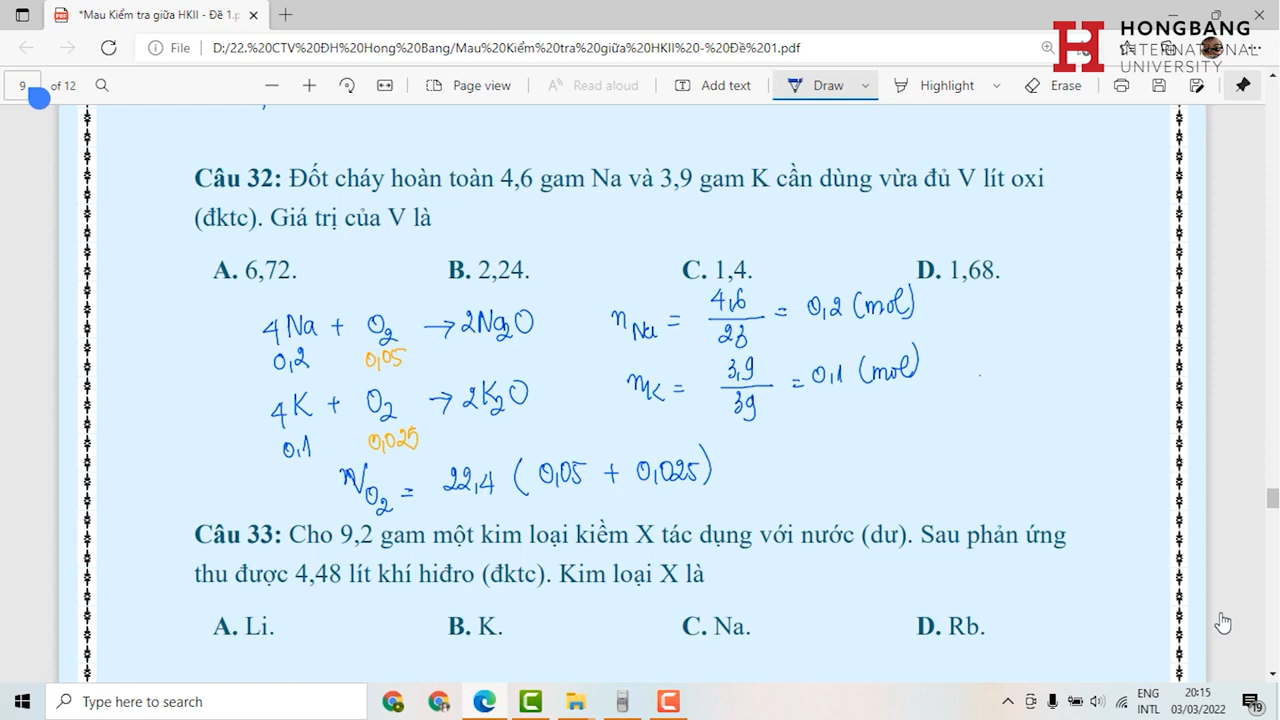 *Mau Kiểm tra giữa HKII - Đề 1.p
HONGBANG
INTERNATIONAL
UNIVERSITY
File D:/22.%20CTV%20ĐH%20Hong%20Bang/Mau%20Kiểm%20tra%20giữa%20HKII%20-%20Đề%201.pdf
9 of 12 Page view Read aloud Add text Draw Highlight Erase
Câu 32: Đốt cháy hoàn toàn 4,6 gam Na và 3,9 gam K cần dùng vừa đủ V lít oxi
(đktc). Giá trị của V là
A. 6,72. B. 2,24. C. 1,4. D. 1,68.
4Na + O₂ → 2Na₂O n Na = 4,6 / 23 = 0,2 (mol)
0,2 0,05
4K + O₂ → 2K₂O n K = 3,9 / 39 = 0,1 (mol)
0,1 0,025
V O₂ = 22,4 (0,05 + 0,025)
Câu 33: Cho 9,2 gam một kim loại kiềm X tác dụng với nước (dư). Sau phản ứng
thu được 4,48 lít khí hiđro (đktc). Kim loại X là
A. Li. B. K. C. Na. D. Rb.
Type here to search
ENG 20:15
INTL 03/03/2022 19